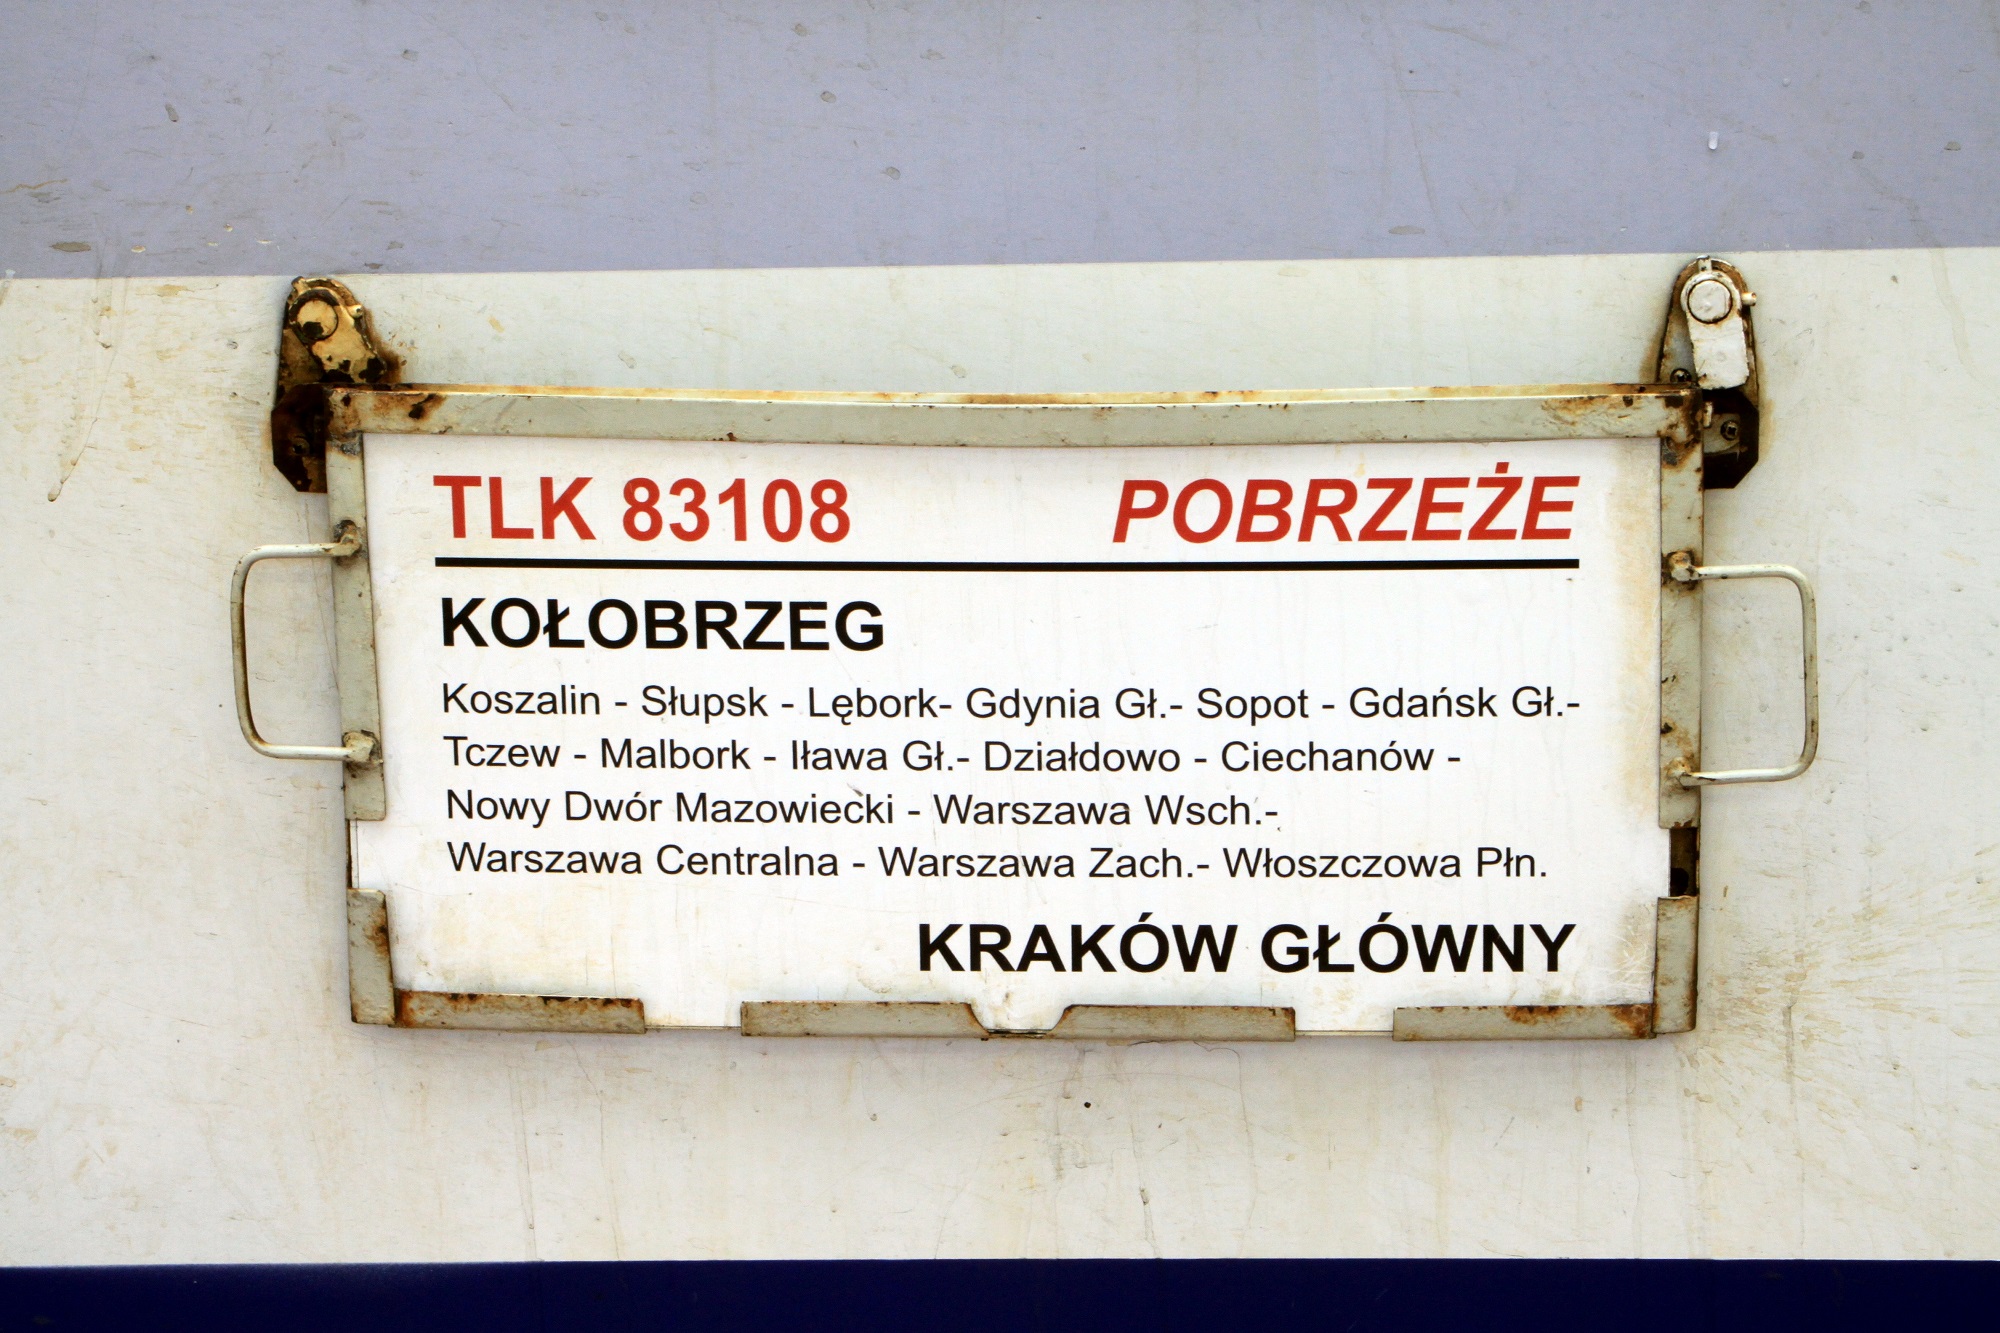 TLK 83108 POBRZEŻE
KOŁOBRZEG
Koszalin - Słupsk - Lębork- Gdynia Gł.- Sopot - Gdańsk Gł.-
Tczew - Malbork - Iława Gł.- Działdowo - Ciechanów -
Nowy Dwór Mazowiecki - Warszawa Wsch.-
Warszawa Centralna - Warszawa Zach.- Włoszczowa Płn.
KRAKÓW GŁÓWNY